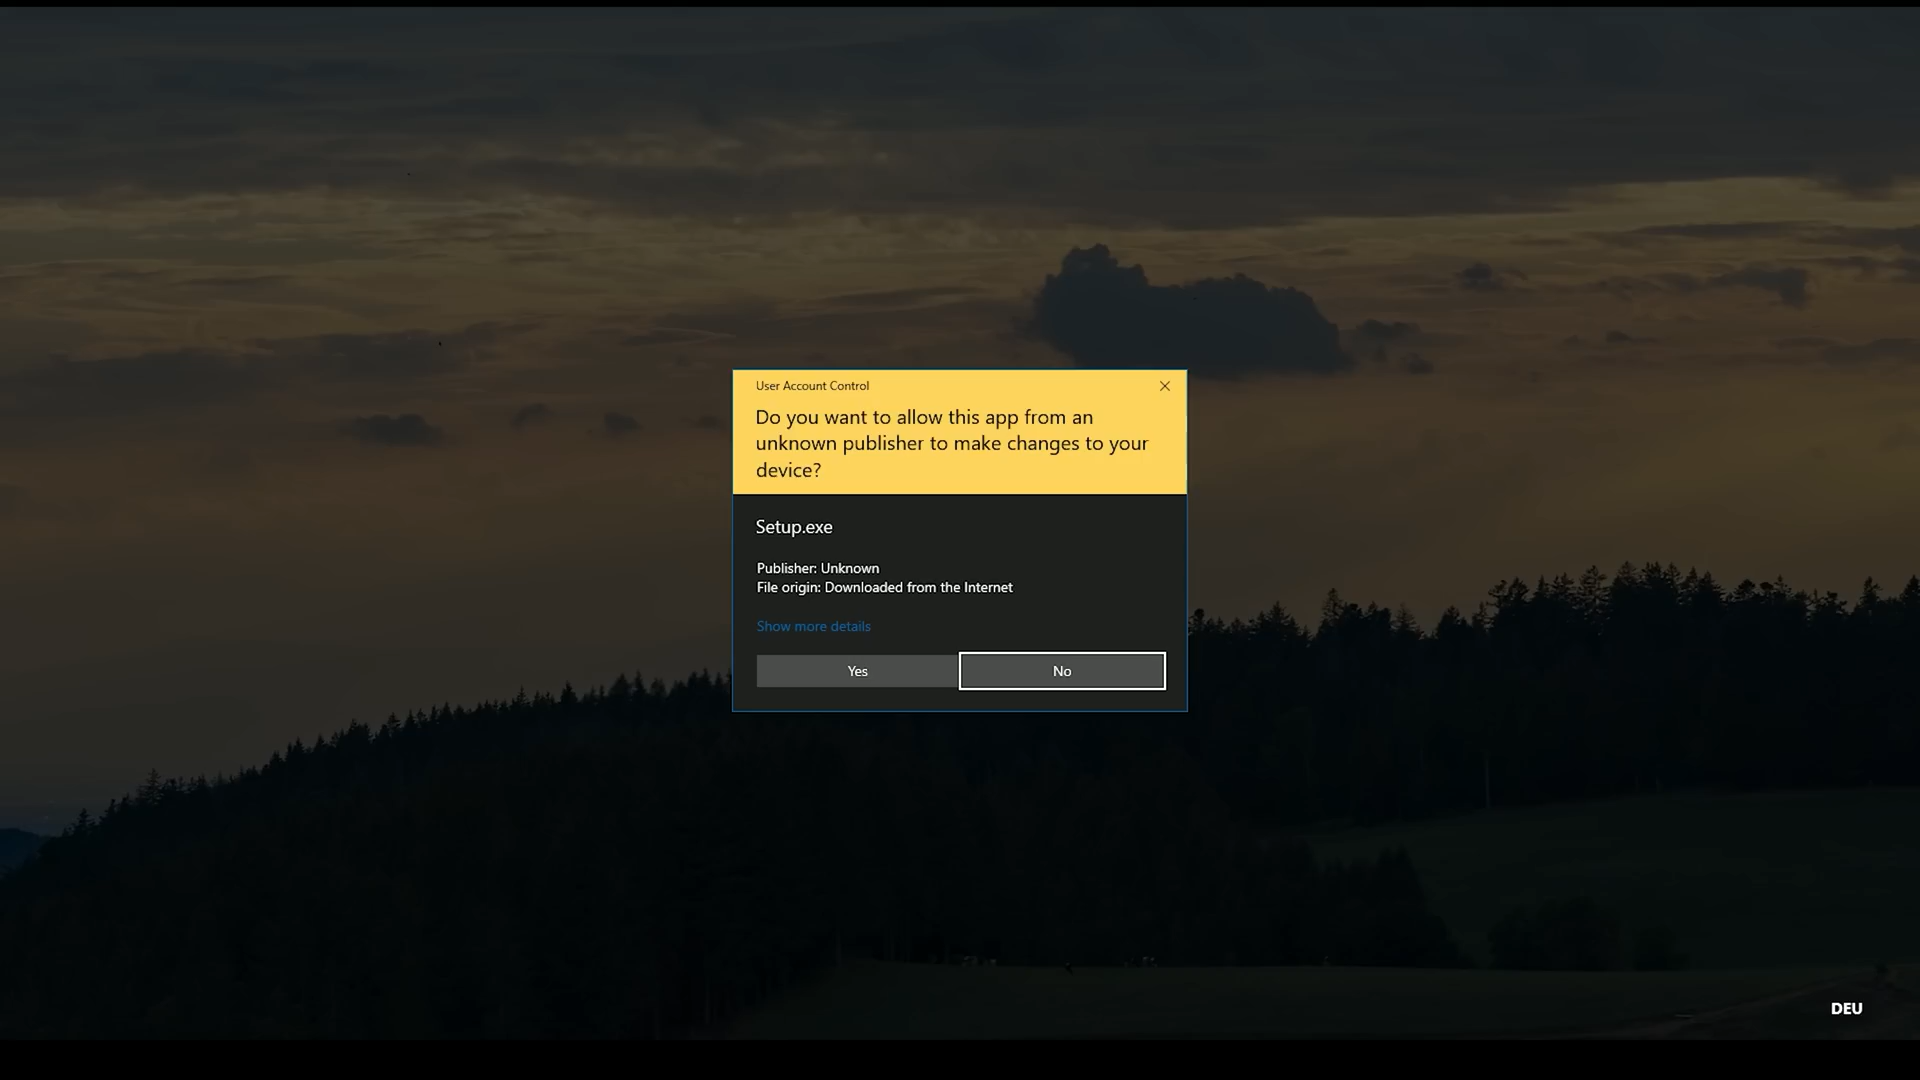 User Account Control
Do you want to allow this app from an
unknown publisher to make changes to your
device?
Setup.exe
Publisher: Unknown
File origin: Downloaded from the Internet
Show more details
Yes
No
DEU